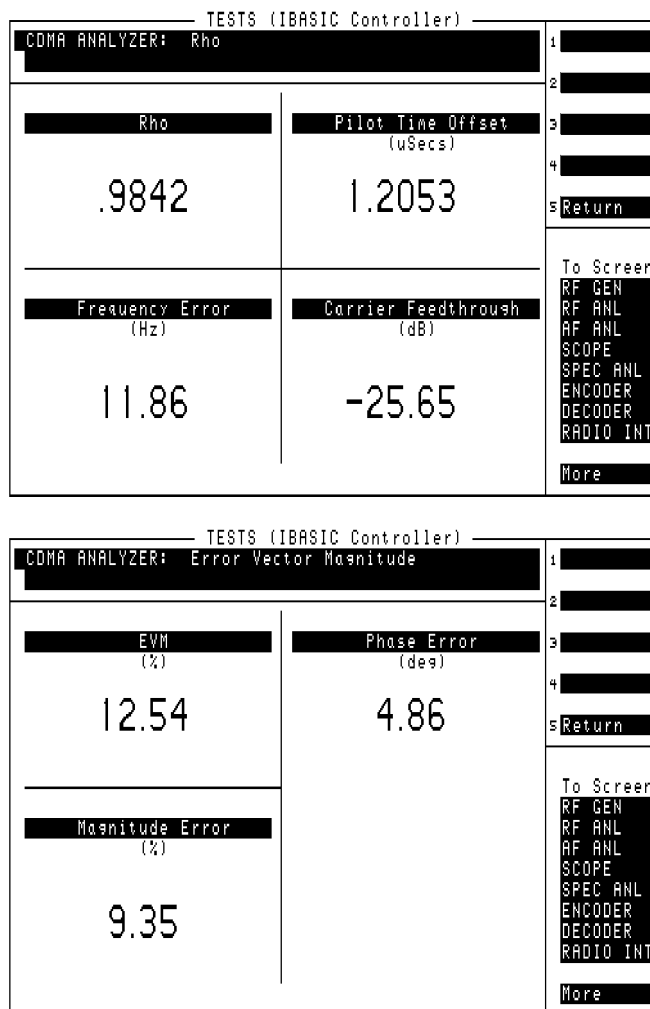 TESTS (IBASIC Controller)
CDMA ANALYZER: Rho
Rho
.9842
Pilot Time Offset
(uSecs)
1.2053
Frequency Error
(Hz)
11.86
Carrier Feedthrough
(dB)
-25.65
1
2
3
4
5 Return
To Screen
RF GEN
RF ANL
AF ANL
SCOPE
SPEC ANL
ENCODER
DECODER
RADIO INT
More
TESTS (IBASIC Controller)
CDMA ANALYZER: Error Vector Magnitude
EVM
(%)
12.54
Phase Error
(deg)
4.86
Magnitude Error
(%)
9.35
1
2
3
4
5 Return
To Screen
RF GEN
RF ANL
AF ANL
SCOPE
SPEC ANL
ENCODER
DECODER
RADIO INT
More